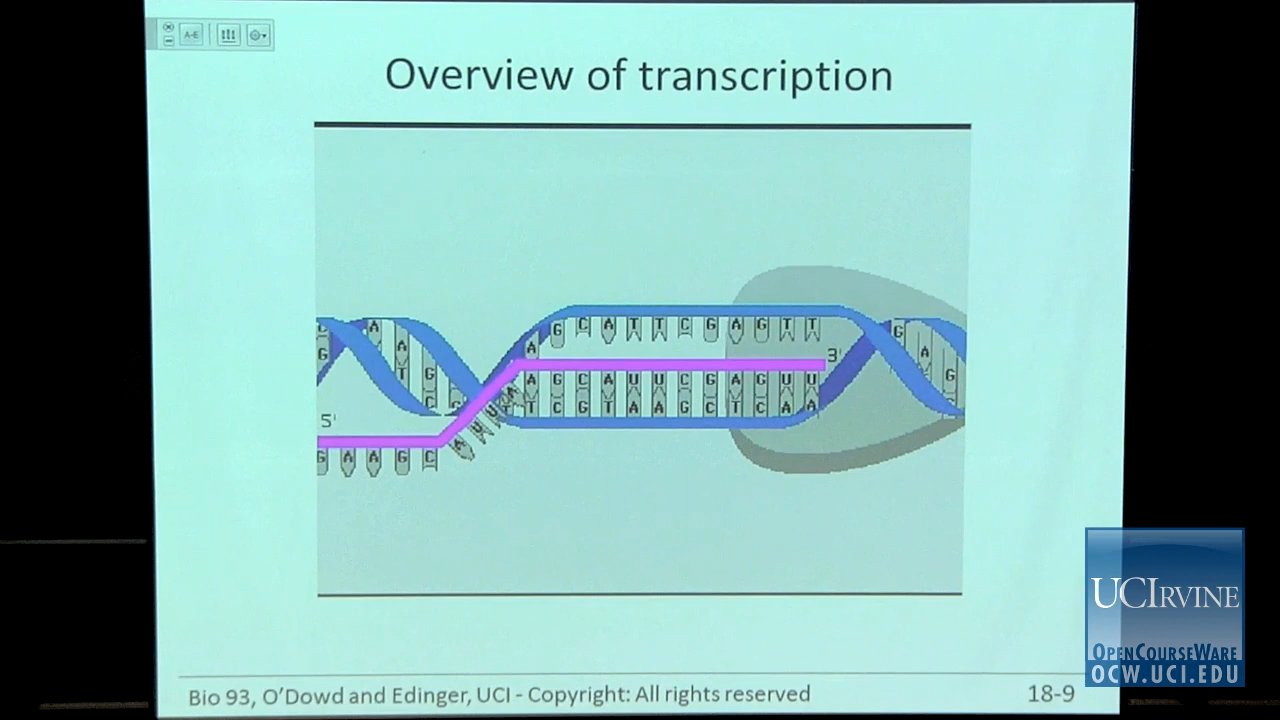 A-E
Overview of transcription
G C A T T C G A G T T
A
3'
A G C A U U C G A G U U
T C G T A A G C T C A A
A U U A
5'
G A A G C
C A G
G A A
T G G
C
UCIRVINE
OPENCOURSEWARE
OCW.UCI.EDU
Bio 93, O'Dowd and Edinger, UCI - Copyright: All rights reserved
18-9